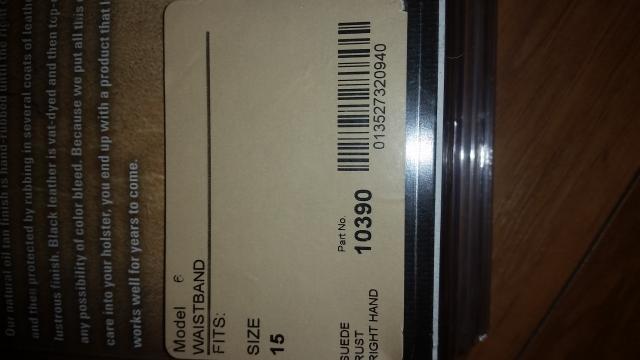 Our natural oil tan finish is hand-rubbed until the
and then protected by rubbing in several coats of
lustrous finish. Black leather is vat-dyed and then top-
any possibility of color bleed. Because we put all this
care into your holster, you end up with a product that
works well for years to come.
Model 6
WAISTBAND
FITS:
SIZE
15
013527320940
Part No.
10390
SUEDE
RUST
RIGHT HAND